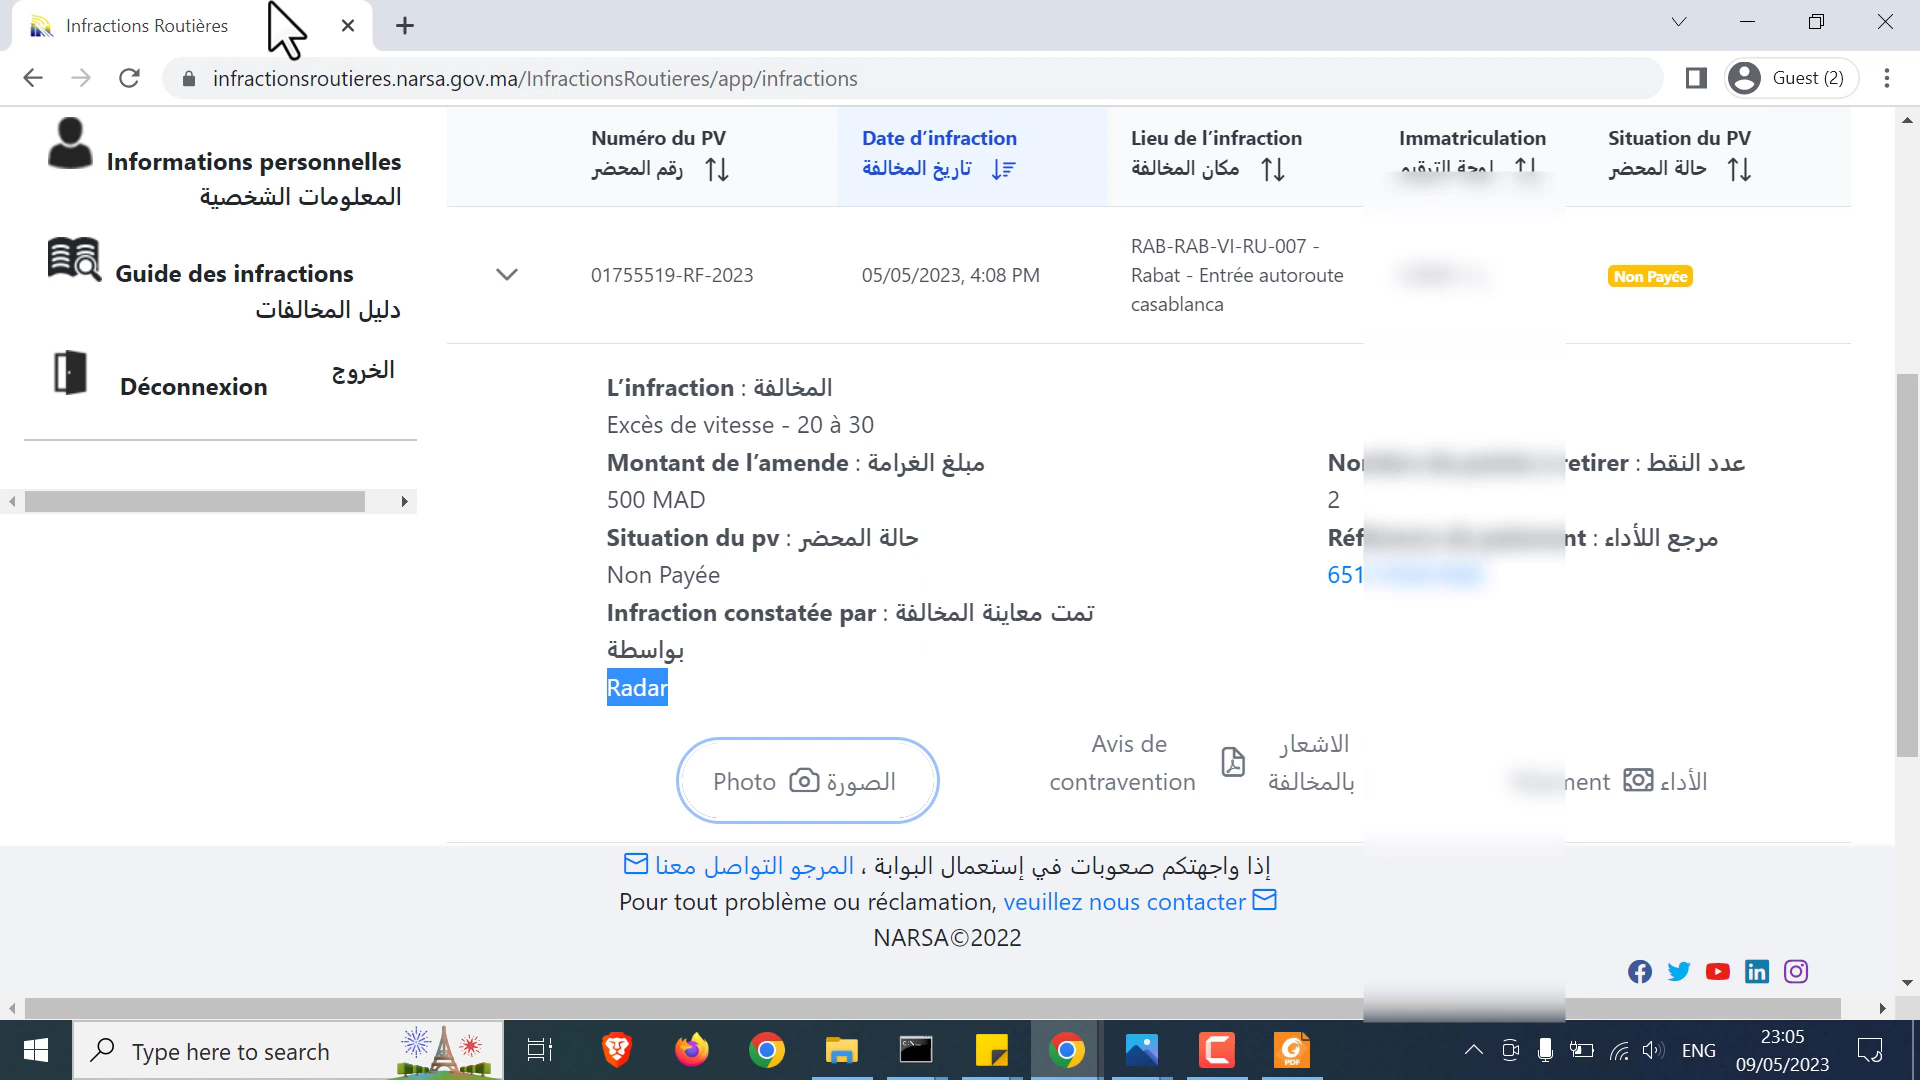 Infractions Routières
infractionsroutieres.narsa.gov.ma/InfractionsRoutieres/app/infractions
Guest (2)
Informations personnelles
المعلومات الشخصية
Guide des infractions
دليل المخالفات
الخروج
Déconnexion
Numéro du PV
رقم المحضر
Date d'infraction
تاريخ المخالفة
Lieu de l'infraction
مكان المخالفة
Immatriculation
لوحة الترقيم
Situation du PV
حالة المحضر
01755519-RF-2023
05/05/2023, 4:08 PM
RAB-RAB-VI-RU-007 -
Rabat - Entrée autoroute
casablanca
Non Payée
L'infraction : المخالفة
Excès de vitesse - 20 à 30
Montant de l'amende : مبلغ الغرامة
500 MAD
retirer : عدد النقط
2
Situation du pv : حالة المحضر
Non Payée
مرجع اللأداء :
651
Infraction constatée par : تمت معاينة المخالفة
بواسطة
Radar
Photo الصورة
Avis de
contravention
الاشعار
بالمخالفة
الأداء
إذا واجهتكم صعوبات في إستعمال البوابة ، المرجو التواصل معنا
Pour tout problème ou réclamation, veuillez nous contacter
NARSA©2022
Type here to search
ENG
23:05
09/05/2023